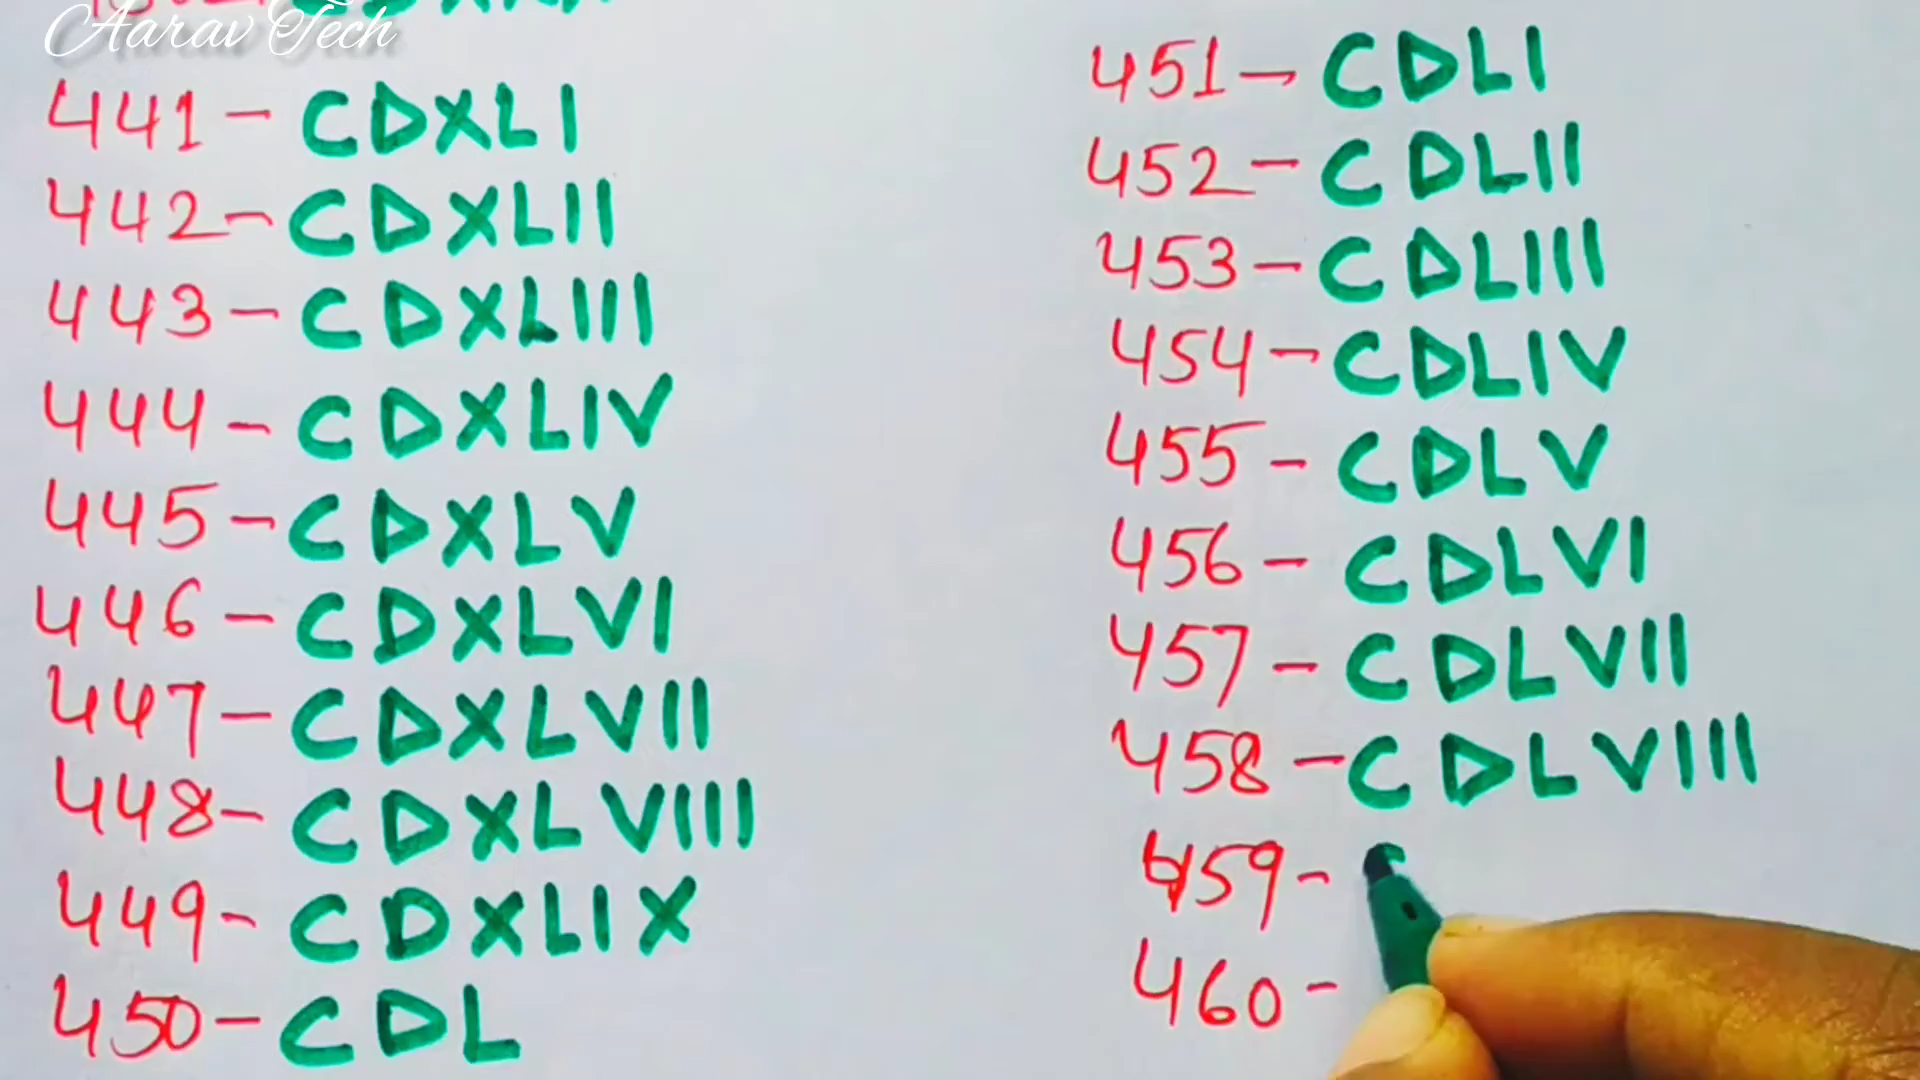 Aarav Tech
441 - CDXLI
442 - CDXLII
443 - CDXLIII
444 - CDXLIV
445 - CDXLV
446 - CDXLVI
447 - CDXLVII
448 - CDXLVIII
449 - CDXLIX
450 - CDL
451 - CDLI
452 - CDLII
453 - CDLIII
454 - CDLIV
455 - CDLV
456 - CDLVI
457 - CDLVII
458 - CDLVIII
459 -
460 -